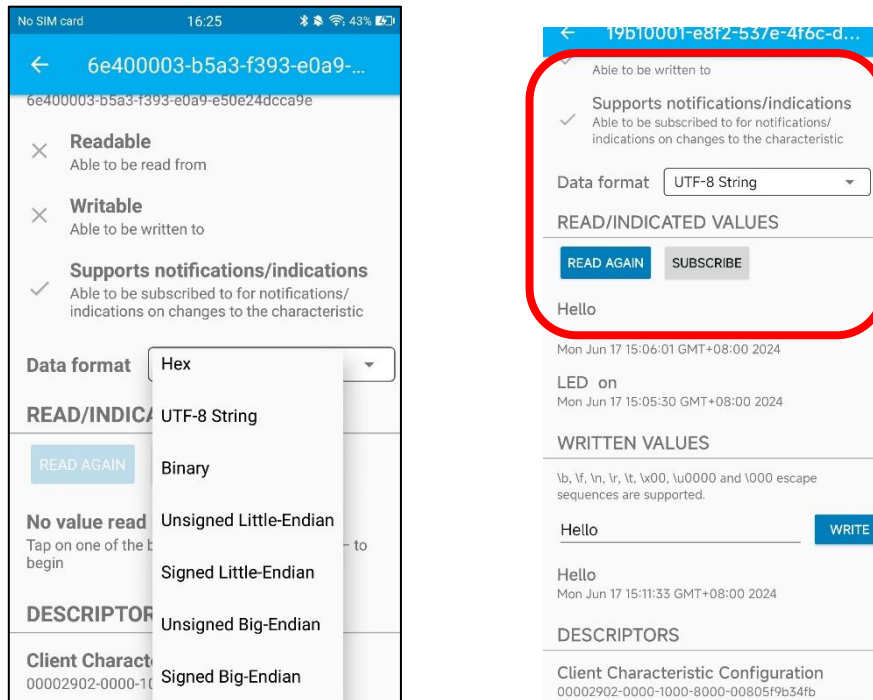 No SIM card 16:25 43%
6e400003-b5a3-f393-e0a9-...
6e400003-b5a3-f393-e0a9-e50e24dcca9e
Readable
Able to be read from
Writable
Able to be written to
Supports notifications/indications
Able to be subscribed to for notifications/
indications on changes to the characteristic
Data format Hex
READ/INDICA UTF-8 String
READ AGAIN Binary
No value read Unsigned Little-Endian
Tap on one of the b – to
begin
Signed Little-Endian
DESCRIPTOR Unsigned Big-Endian
Client Charact Signed Big-Endian
00002902-0000-10
19b10001-e8f2-537e-4f6c-d...
Able to be written to
Supports notifications/indications
Able to be subscribed to for notifications/
indications on changes to the characteristic
Data format UTF-8 String
READ/INDICATED VALUES
READ AGAIN SUBSCRIBE
Hello
Mon Jun 17 15:06:01 GMT+08:00 2024
LED on
Mon Jun 17 15:05:30 GMT+08:00 2024
WRITTEN VALUES
\b, \f, \n, \r, \t, \x00, \u0000 and \000 escape
sequences are supported.
Hello WRITE
Hello
Mon Jun 17 15:11:33 GMT+08:00 2024
DESCRIPTORS
Client Characteristic Configuration
00002902-0000-1000-8000-00805f9b34fb